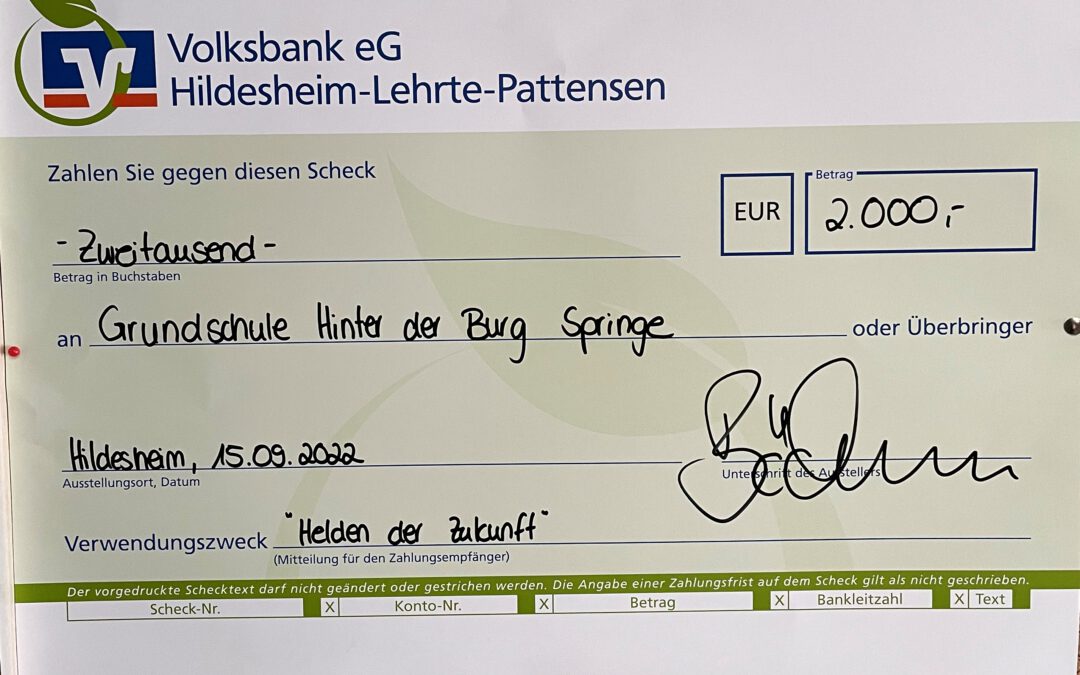 Volksbank eG
Hildesheim-Lehrte-Pattensen
Zahlen Sie gegen diesen Scheck
EUR
Betrag
2.000,-
- Zweitausend -
Betrag in Buchstaben
an Grundschule Hinter der Burg Springe oder Überbringer
Hildesheim, 15.09.2022
Ausstellungsort, Datum
Unterschrift des Ausstellers
Verwendungszweck "Helden der Zukunft"
(Mitteilung für den Zahlungsempfänger)
Der vorgedruckte Schecktext darf nicht geändert oder gestrichen werden. Die Angabe einer Zahlungsfrist auf dem Scheck gilt als nicht geschrieben.
Scheck-Nr. X Konto-Nr. X Betrag X Bankleitzahl X Text